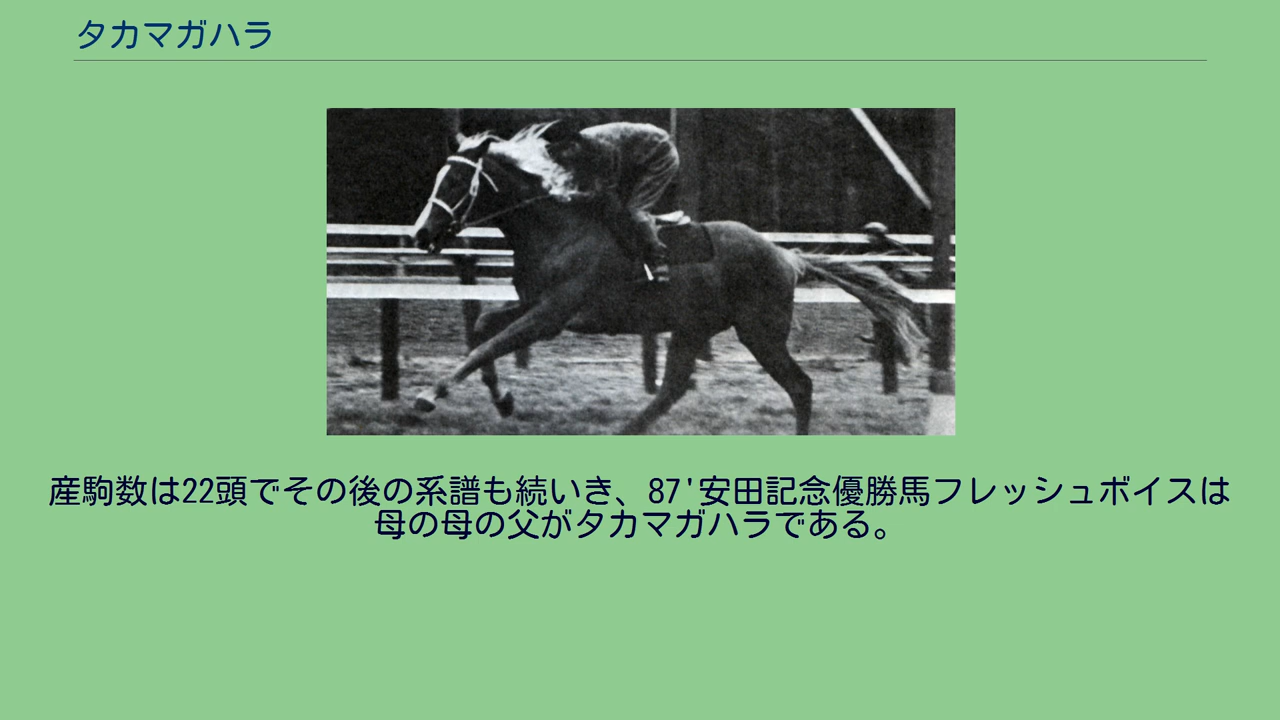 タカマガハラ
産駒数は22頭でその後の系譜も続いき、87'安田記念優勝馬フレッシュボイスは
母の母の父がタカマガハラである。